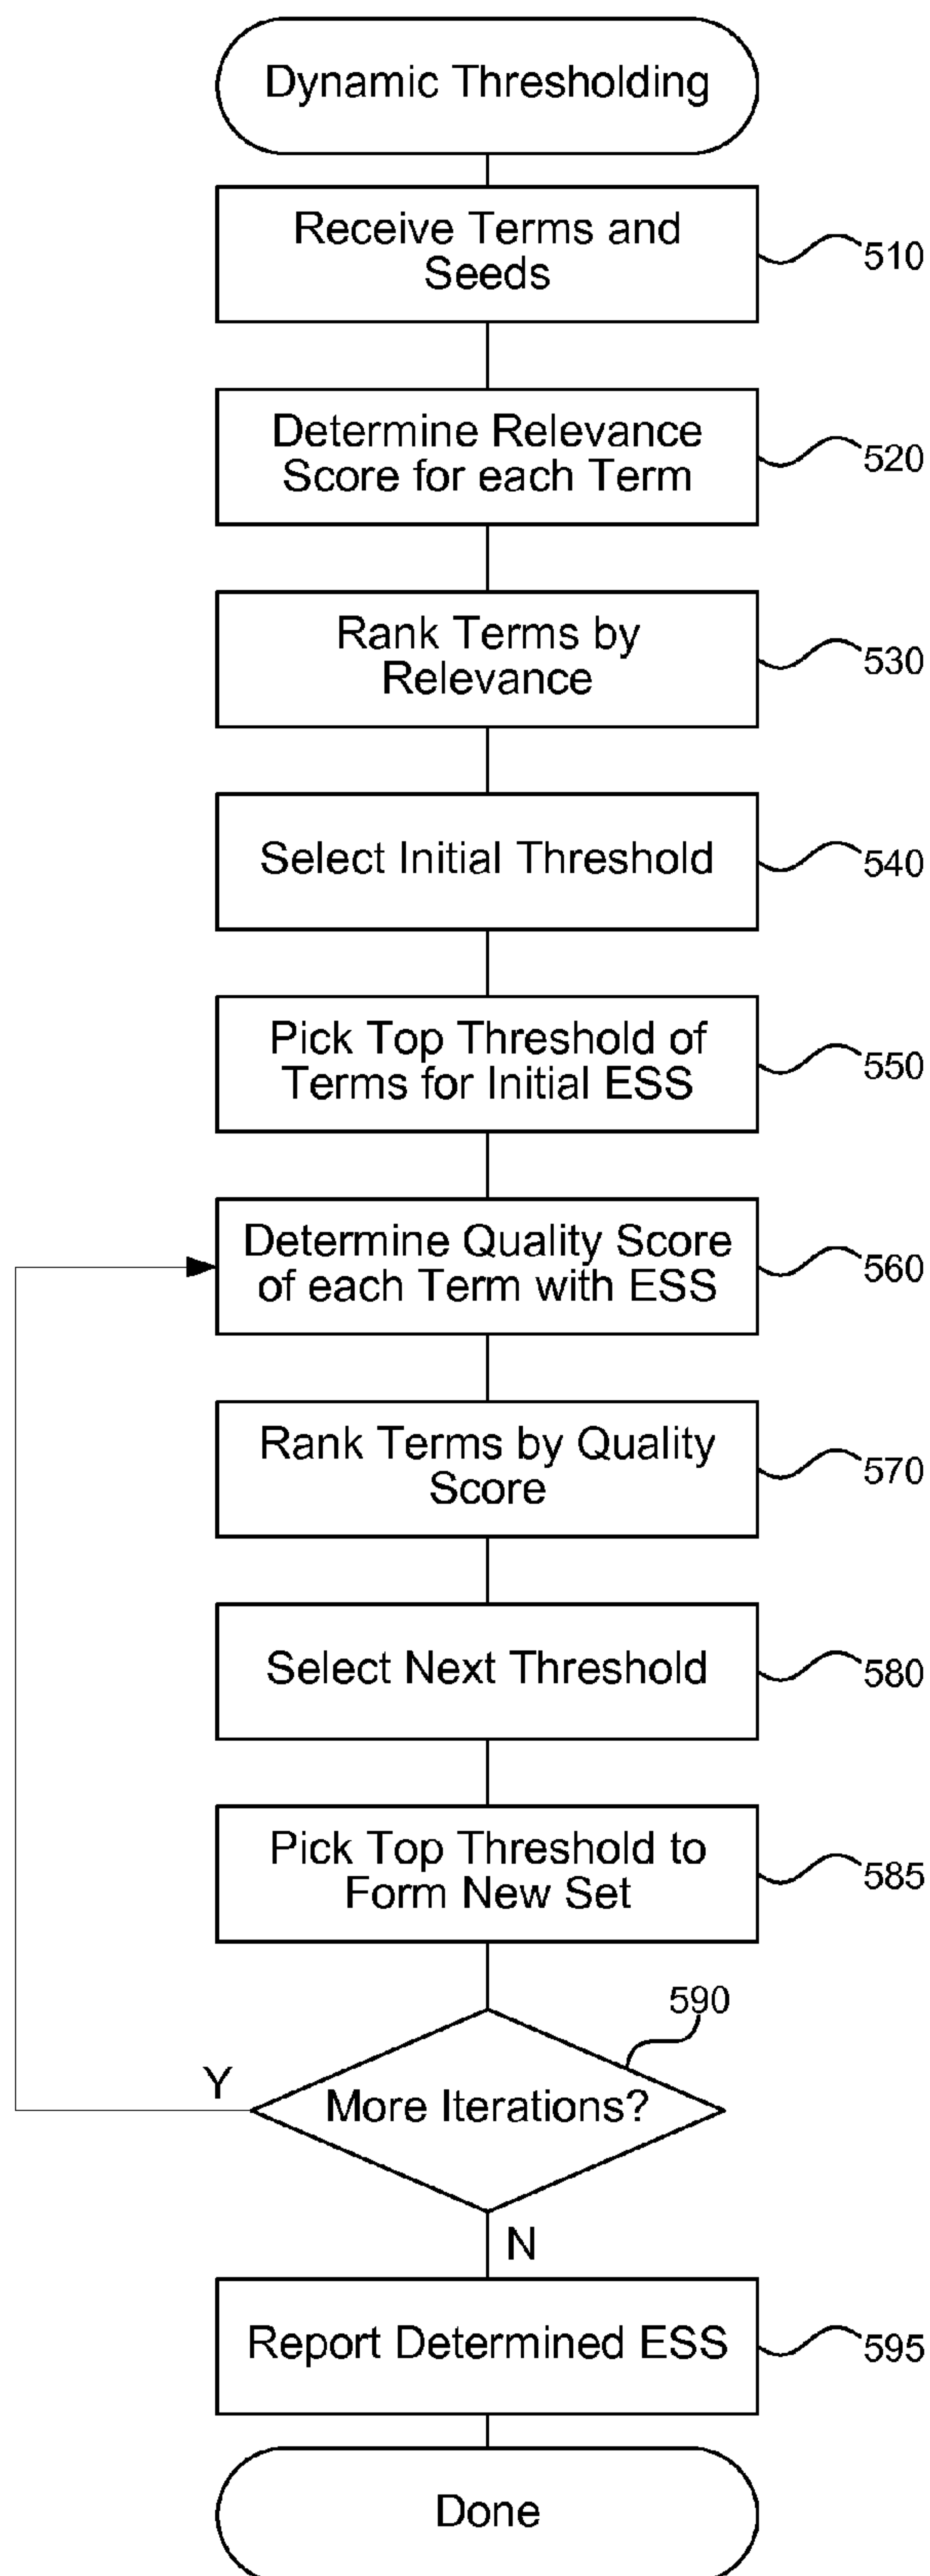 Dynamic Thresholding
Receive Terms and
Seeds
510
Determine Relevance
Score for each Term
520
Rank Terms by
Relevance
530
Select Initial Threshold
540
Pick Top Threshold of
Terms for Initial ESS
550
Determine Quality Score
of each Term with ESS
560
Rank Terms by Quality
Score
570
Select Next Threshold
580
Pick Top Threshold to
Form New Set
585
590
Y
More Iterations?
N
Report Determined ESS
595
Done